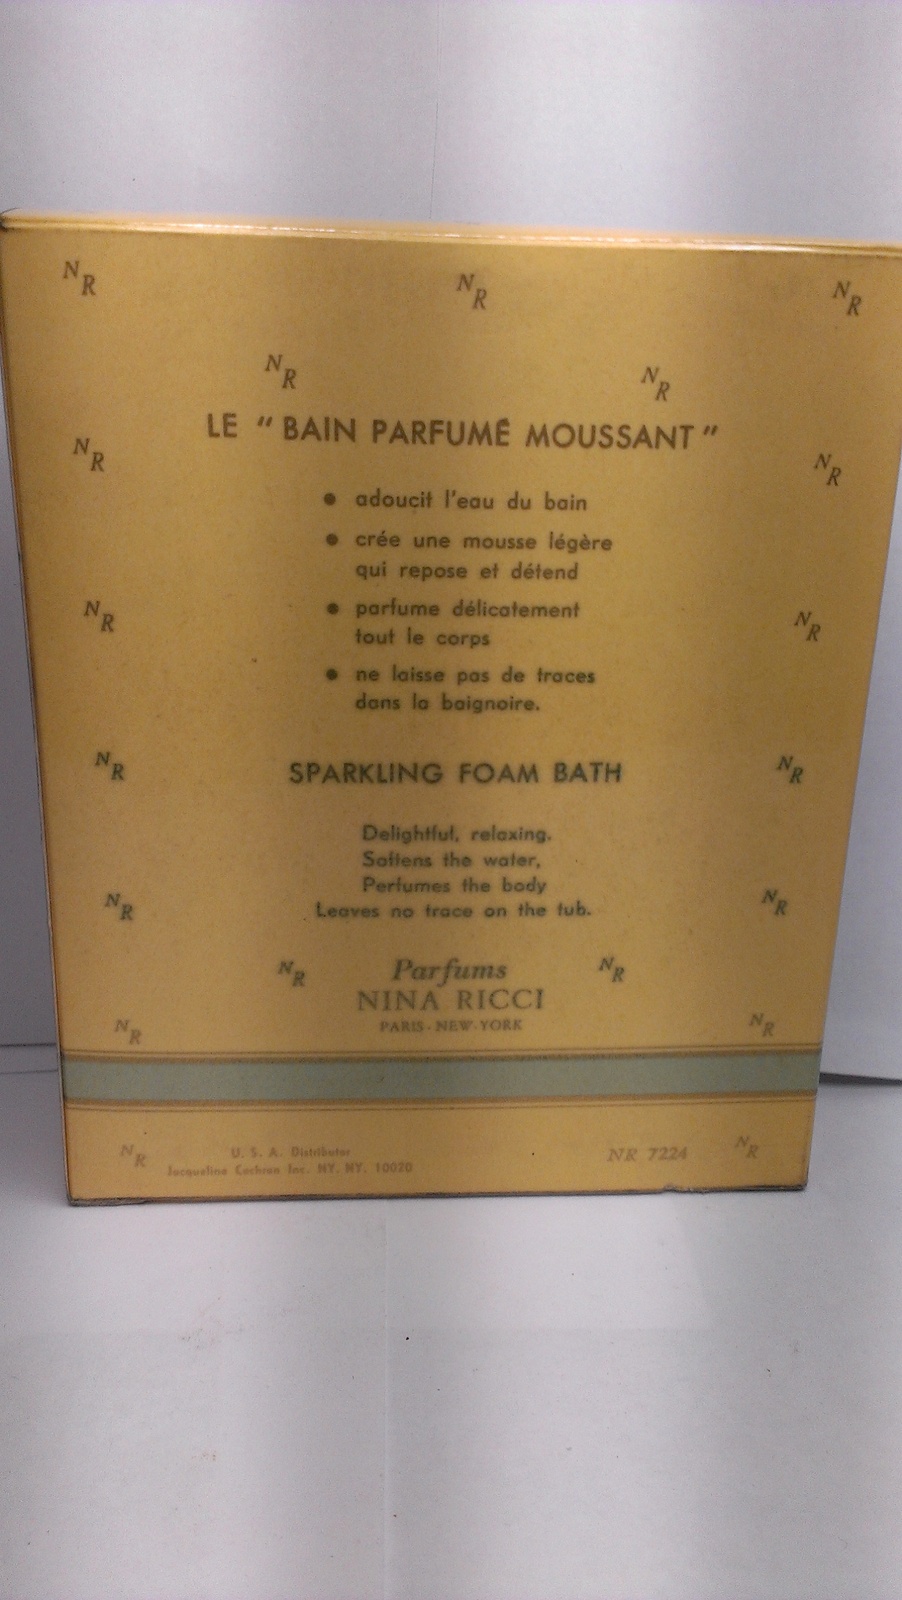 N R
N R
N R
N R
N R
LE "BAIN PARFUMÉ MOUSSANT"
N R
N R
• adoucit l'eau du bain
• crée une mousse légère
qui repose et détend
• parfume délicatement
tout le corps
N R
N R
• ne laisse pas de traces
dans la baignoire.
N R
N R
SPARKLING FOAM BATH
Delightful, relaxing.
Softens the water,
Perfumes the body
Leaves no trace on the tub.
N R
N R
N R
N R
Parfums
NINA RICCI
PARIS - NEW-YORK
N R
N R
N R
N R
U. S. A. Distributor
Jacqueline Cochran Inc. NY. NY. 10020
NR 7224